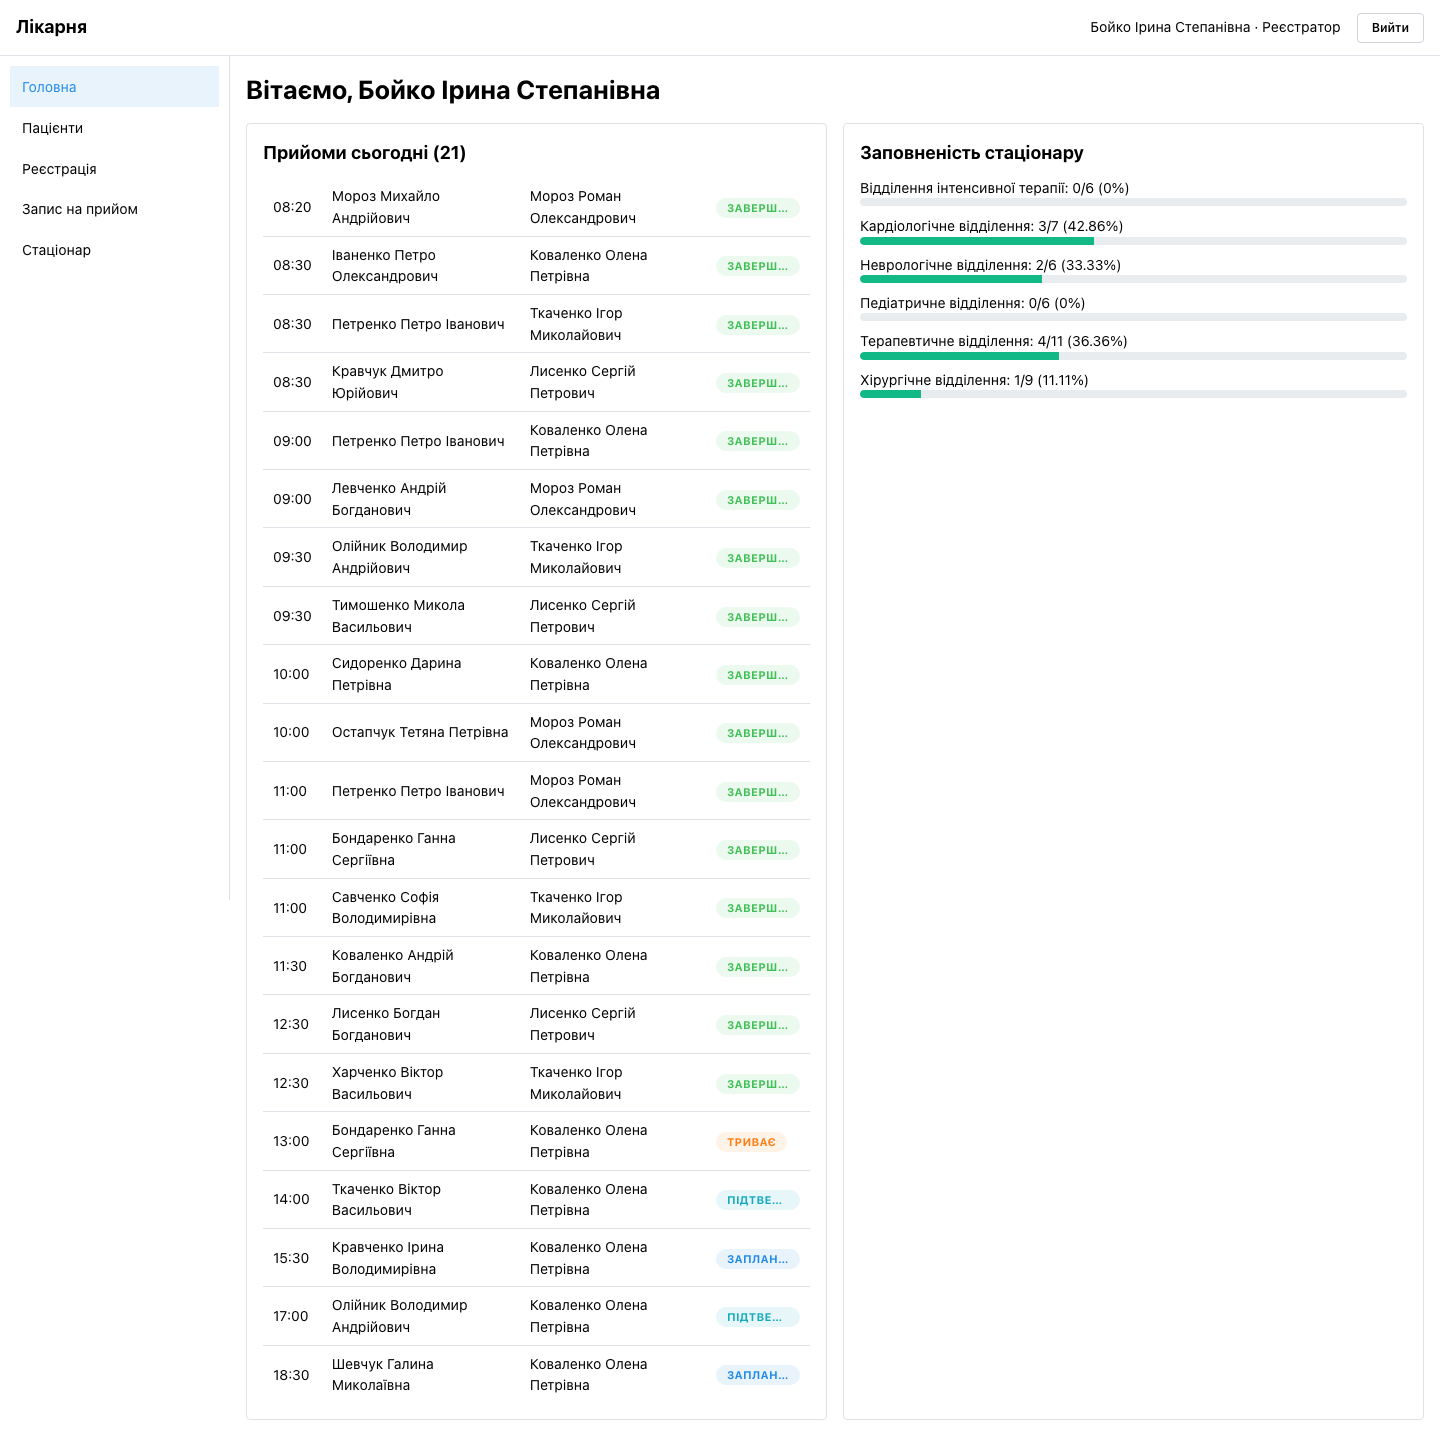 Лікарня
Бойко Ірина Степанівна · Реєстратор
Вийти
Головна
Пацієнти
Реєстрація
Запис на прийом
Стаціонар
Вітаємо, Бойко Ірина Степанівна
Прийоми сьогодні (21)
08:20 Мороз Михайло Андрійович Мороз Роман Олександрович ЗАВЕРШ...
08:30 Іваненко Петро Олександрович Коваленко Олена Петрівна ЗАВЕРШ...
08:30 Петренко Петро Іванович Ткаченко Ігор Миколайович ЗАВЕРШ...
08:30 Кравчук Дмитро Юрійович Лисенко Сергій Петрович ЗАВЕРШ...
09:00 Петренко Петро Іванович Коваленко Олена Петрівна ЗАВЕРШ...
09:00 Левченко Андрій Богданович Мороз Роман Олександрович ЗАВЕРШ...
09:30 Олійник Володимир Андрійович Ткаченко Ігор Миколайович ЗАВЕРШ...
09:30 Тимошенко Микола Васильович Лисенко Сергій Петрович ЗАВЕРШ...
10:00 Сидоренко Дарина Петрівна Коваленко Олена Петрівна ЗАВЕРШ...
10:00 Остапчук Тетяна Петрівна Мороз Роман Олександрович ЗАВЕРШ...
11:00 Петренко Петро Іванович Мороз Роман Олександрович ЗАВЕРШ...
11:00 Бондаренко Ганна Сергіївна Лисенко Сергій Петрович ЗАВЕРШ...
11:00 Савченко Софія Володимирівна Ткаченко Ігор Миколайович ЗАВЕРШ...
11:30 Коваленко Андрій Богданович Коваленко Олена Петрівна ЗАВЕРШ...
12:30 Лисенко Богдан Богданович Лисенко Сергій Петрович ЗАВЕРШ...
12:30 Харченко Віктор Васильович Ткаченко Ігор Миколайович ЗАВЕРШ...
13:00 Бондаренко Ганна Сергіївна Коваленко Олена Петрівна ТРИВАЄ
14:00 Ткаченко Віктор Васильович Коваленко Олена Петрівна ПІДТВЕ...
15:30 Кравченко Ірина Володимирівна Коваленко Олена Петрівна ЗАПЛАН...
17:00 Олійник Володимир Андрійович Коваленко Олена Петрівна ПІДТВЕ...
18:30 Шевчук Галина Миколаївна Коваленко Олена Петрівна ЗАПЛАН...
Заповненість стаціонару
Відділення інтенсивної терапії: 0/6 (0%)
Кардіологічне відділення: 3/7 (42.86%)
Неврологічне відділення: 2/6 (33.33%)
Педіатричне відділення: 0/6 (0%)
Терапевтичне відділення: 4/11 (36.36%)
Хірургічне відділення: 1/9 (11.11%)